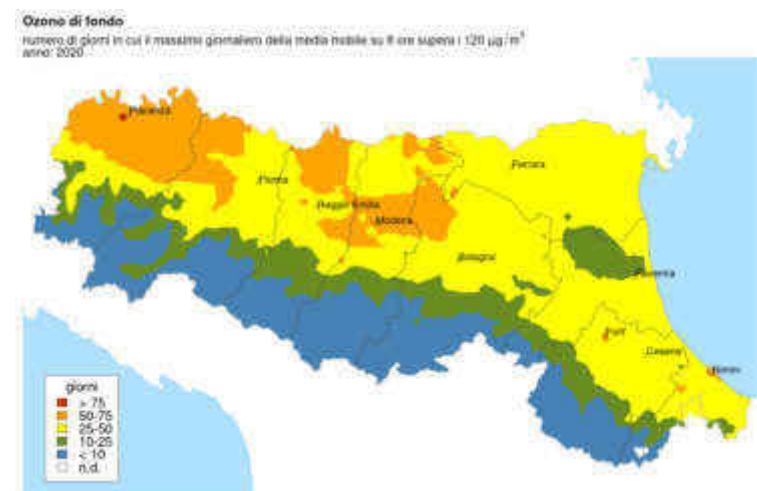 Ozono di fondo
numero di giorni in cui il massimo giornaliero della media mobile su 8 ore supera i 120 µg/m³
anno: 2020
Piacenza
Parma
Reggio Emilia
Modena
Ferrara
Bologna
Ravenna
Forlì
Cesena
Rimini
giorni
> 75
50-75
25-50
10-25
< 10
n.d.